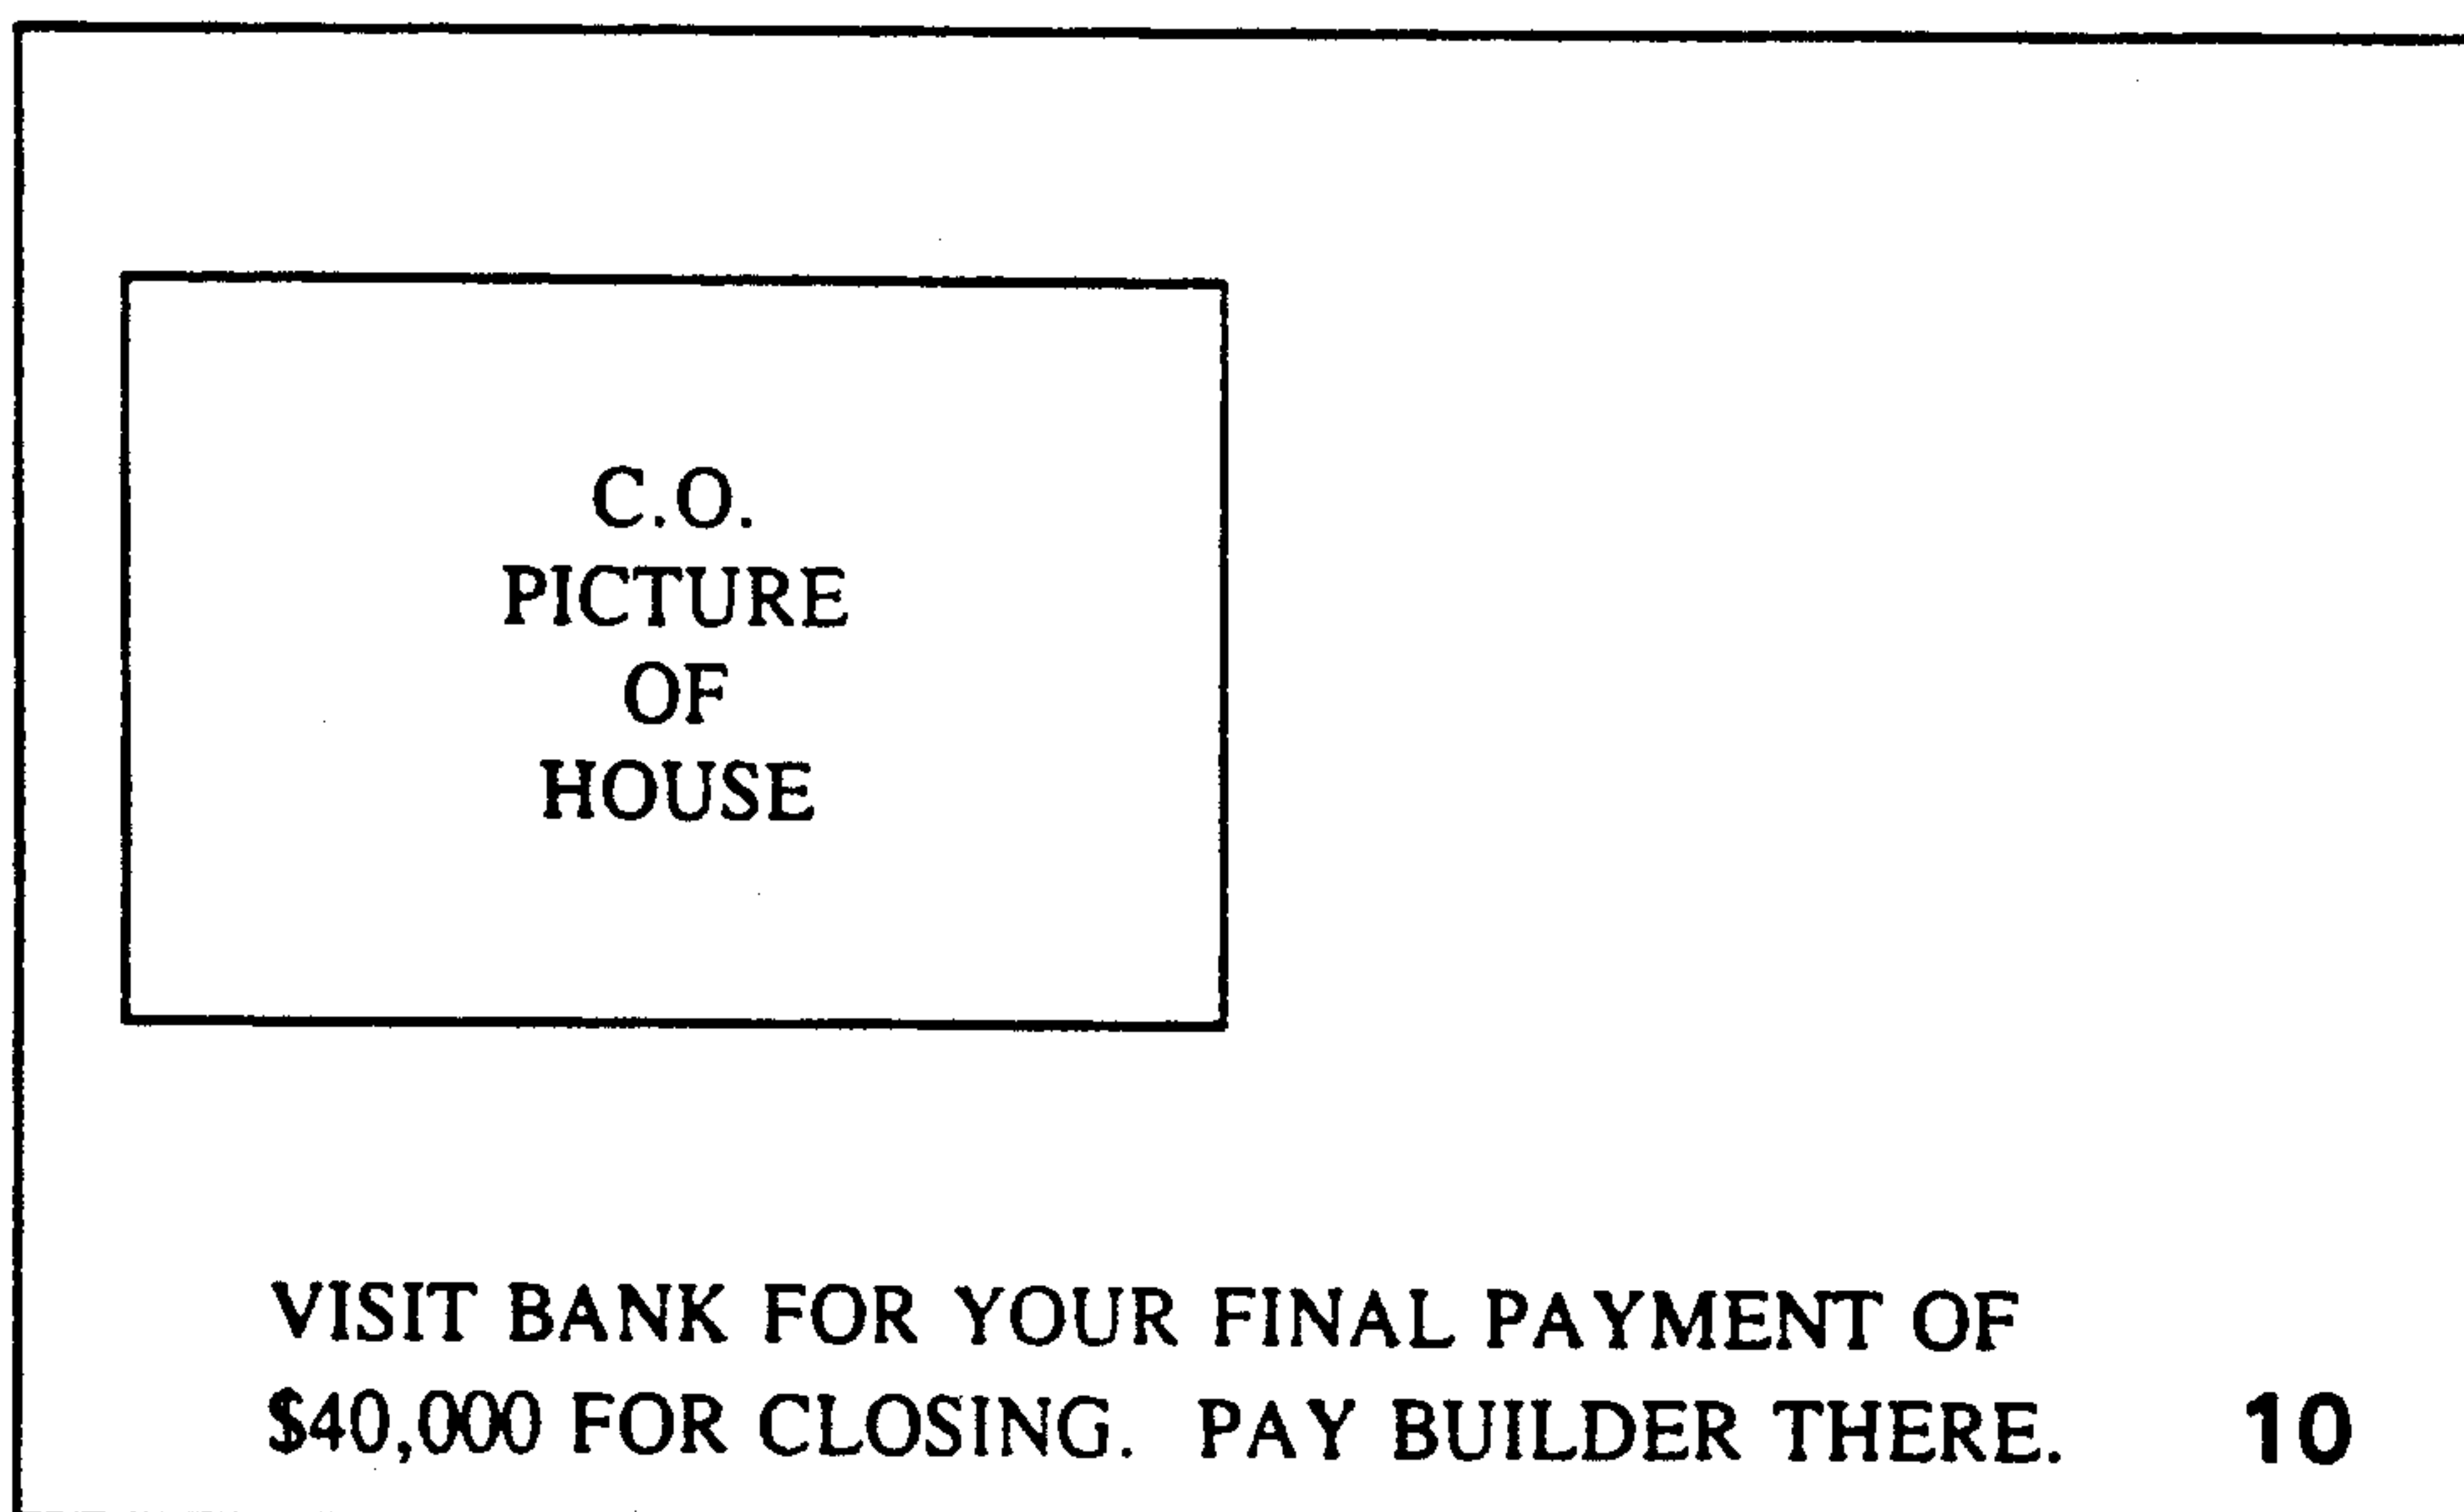 C.O.
PICTURE
OF
HOUSE
VISIT BANK FOR YOUR FINAL PAYMENT OF
$40,000 FOR CLOSING. PAY BUILDER THERE. 10